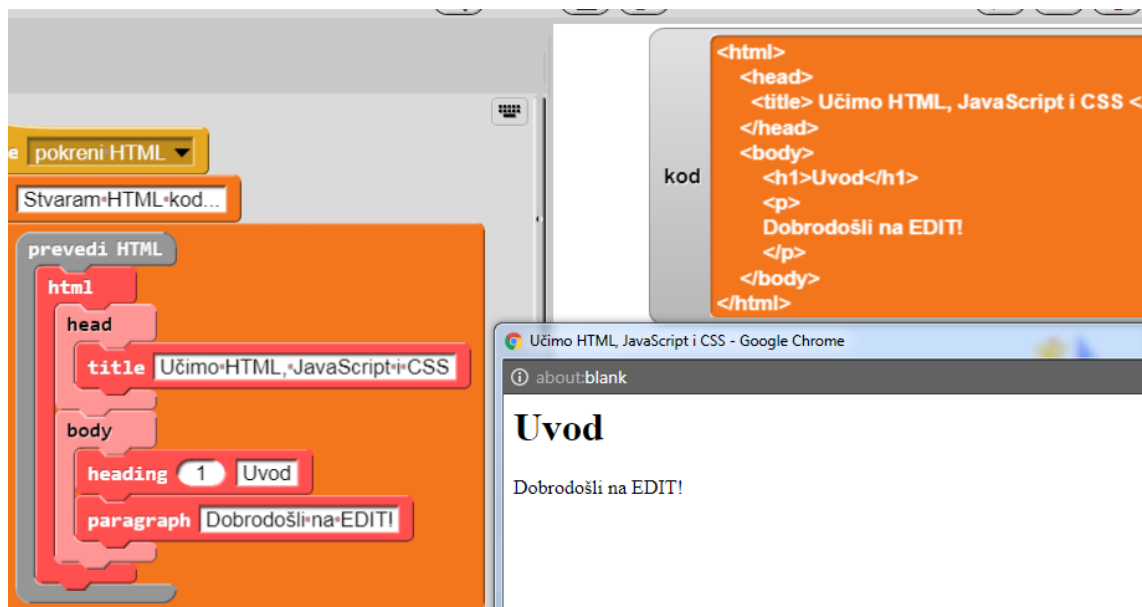 e pokreni HTML
Stvaram HTML kod...
prevedi HTML
html
head
title Učimo HTML, JavaScript i CSS
body
heading 1 Uvod
paragraph Dobrodošli na EDIT!
kod
<html>
<head>
<title> Učimo HTML, JavaScript i CSS <
</head>
<body>
<h1>Uvod</h1>
<p>
Dobrodošli na EDIT!
</p>
</body>
</html>
Učimo HTML, JavaScript i CSS - Google Chrome
about:blank
Uvod
Dobrodošli na EDIT!